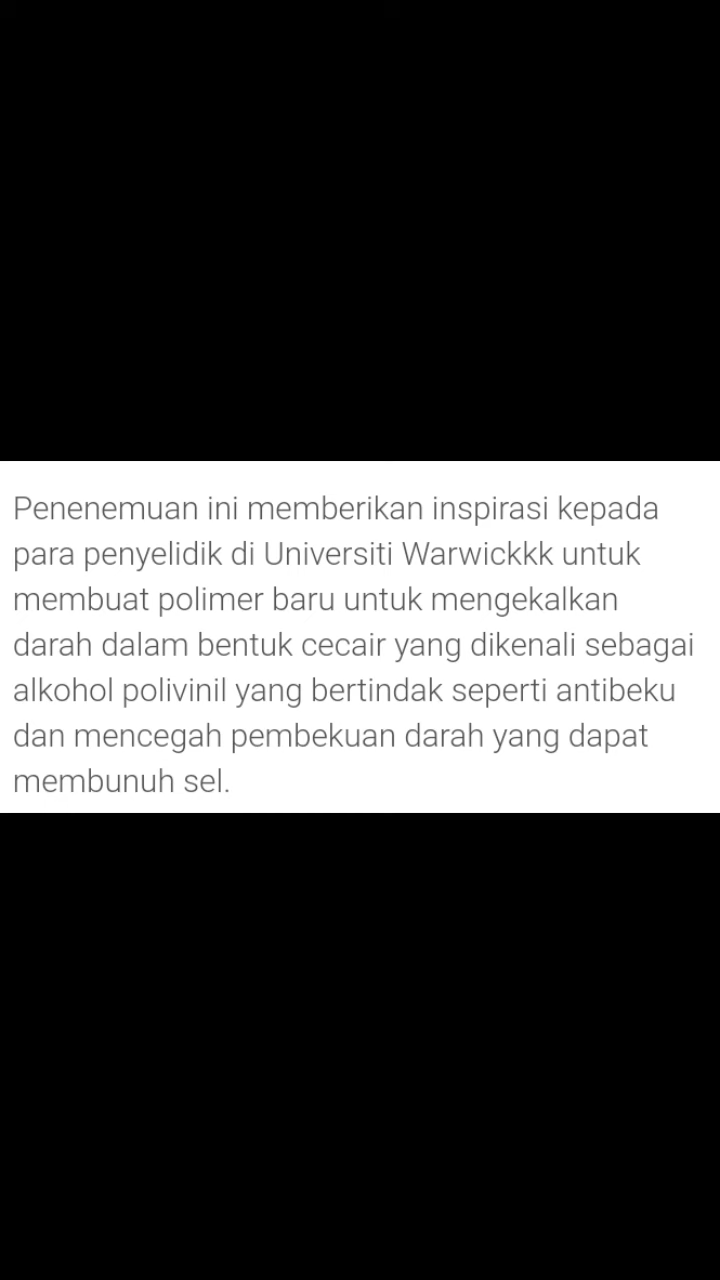 Penenemuan ini memberikan inspirasi kepada
para penyelidik di Universiti Warwickkk untuk
membuat polimer baru untuk mengekalkan
darah dalam bentuk cecair yang dikenali sebagai
alkohol polivinil yang bertindak seperti antibeku
dan mencegah pembekuan darah yang dapat
membunuh sel.